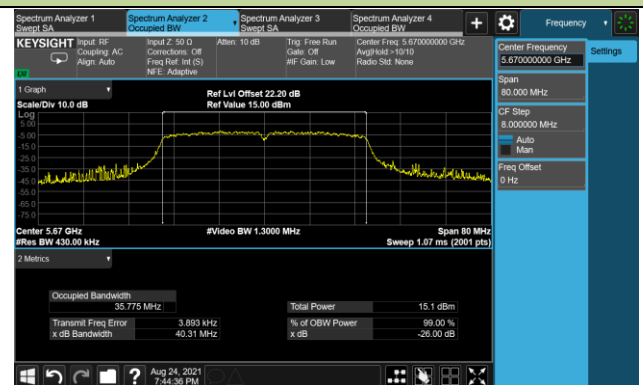 Spectrum Analyzer 1
Swept SA
Spectrum Analyzer 2
Occupied BW
Spectrum Analyzer 3
Swept SA
Spectrum Analyzer 4
Occupied BW
+
Frequency
KEYSIGHT
Input: RF
Coupling: AC
Align: Auto
Input Z: 50 Ω
Corrections: Off
Freq Ref: Int (S)
NFE: Adaptive
Atten: 10 dB
Trig: Free Run
Gate: Off
#IF Gain: Low
Center Freq: 5.670000000 GHz
Avg|Hold >10/10
Radio Std: None
Center Frequency
5.670000000 GHz
Settings
Span
80.000 MHz
CF Step
8.000000 MHz
Auto
Man
Freq Offset
0 Hz
1 Graph
Scale/Div 10.0 dB
Ref Lvl Offset 22.20 dB
Ref Value 15.00 dBm
Log
5.00
-5.00
-15.0
-25.0
-35.0
-45.0
-55.0
-65.0
-75.0
Center 5.67 GHz
#Res BW 430.00 kHz
#Video BW 1.3000 MHz
Span 80 MHz
Sweep 1.07 ms (2001 pts)
2 Metrics
Occupied Bandwidth
35.775 MHz
Total Power 15.1 dBm
Transmit Freq Error 3.893 kHz
% of OBW Power 99.00 %
x dB Bandwidth 40.31 MHz
x dB -26.00 dB
?
Aug 24, 2021
7:44:36 PM